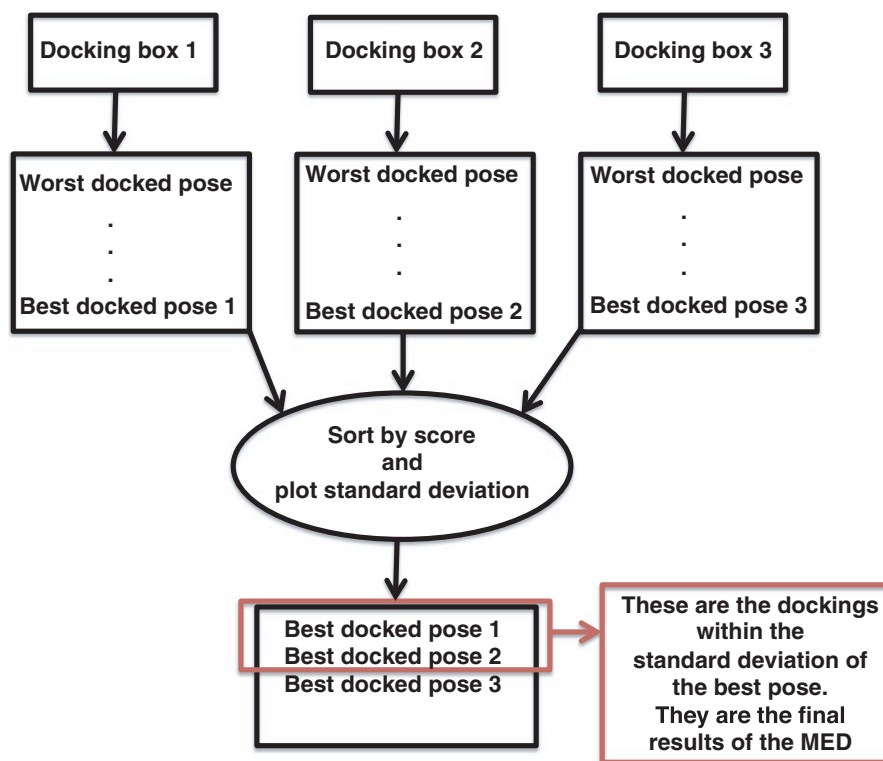 Docking box 1
Docking box 2
Docking box 3
Worst docked pose
.
.
.
Best docked pose 1
Worst docked pose
.
.
.
Best docked pose 2
Worst docked pose
.
.
.
Best docked pose 3
Sort by score
and
plot standard deviation
Best docked pose 1
Best docked pose 2
Best docked pose 3
These are the dockings
within the
standard deviation of
the best pose.
They are the final
results of the MED